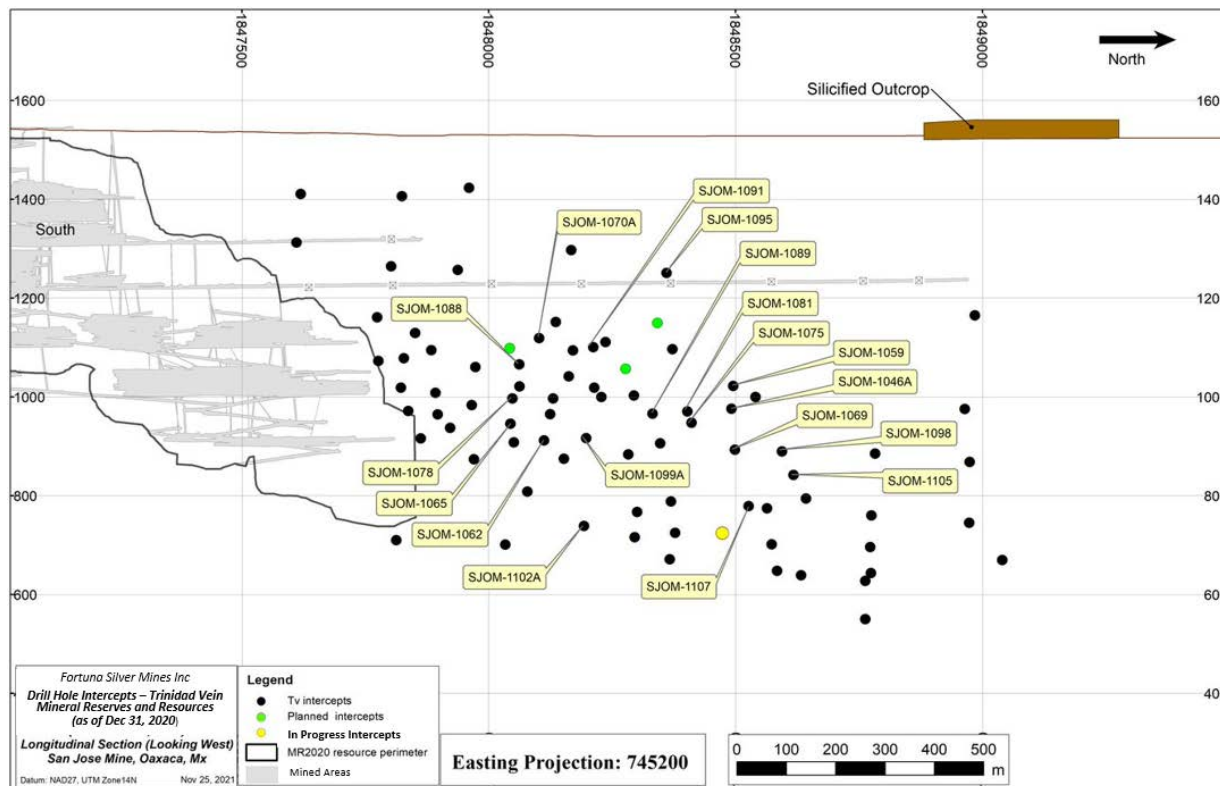 1847500
1848000
1848500
1849000
North
Silicified Outcrop
1600
160
1400
140
1200
120
1000
100
800
80
600
60
400
40
South
SJOM-1091
SJOM-1095
SJOM-1070A
SJOM-1089
SJOM-1088
SJOM-1081
SJOM-1075
SJOM-1059
SJOM-1046A
SJOM-1069
SJOM-1098
SJOM-1078
SJOM-1099A
SJOM-1105
SJOM-1065
SJOM-1062
SJOM-1102A
SJOM-1107
Fortuna Silver Mines Inc
Drill Hole Intercepts – Trinidad Vein
Mineral Reserves and Resources
(as of Dec 31, 2020)
Longitudinal Section (Looking West)
San Jose Mine, Oaxaca, Mx
Datum: NAD27, UTM Zone14N Nov 25, 2021
Legend
Tv intercepts
Planned intercepts
In Progress Intercepts
MR2020 resource perimeter
Mined Areas
Easting Projection: 745200
0 100 200 300 400 500
m